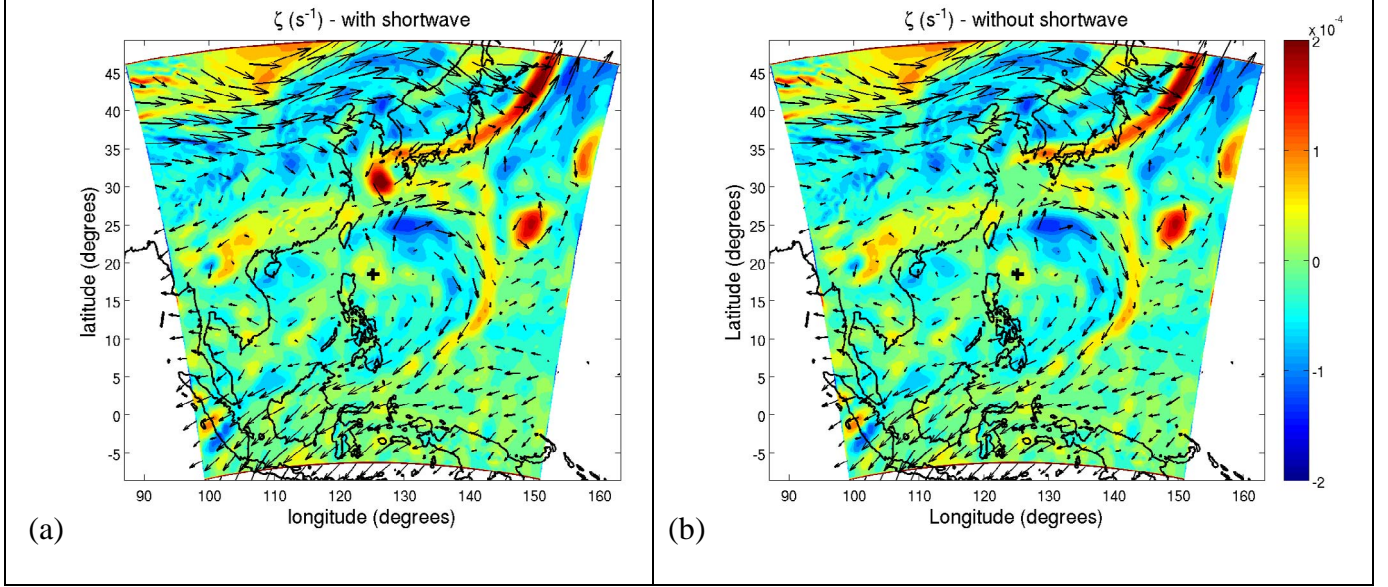 ζ (s⁻¹) - with shortwave
45
40
35
30
25
20
15
10
5
0
-5
latitude (degrees)
90 100 110 120 130 140 150 160
longitude (degrees)
(a)
ζ (s⁻¹) - without shortwave
45
40
35
30
25
20
15
10
5
0
-5
Latitude (degrees)
90 100 110 120 130 140 150 160
Longitude (degrees)
(b)
x 10⁻⁴
2
1
0
-1
-2